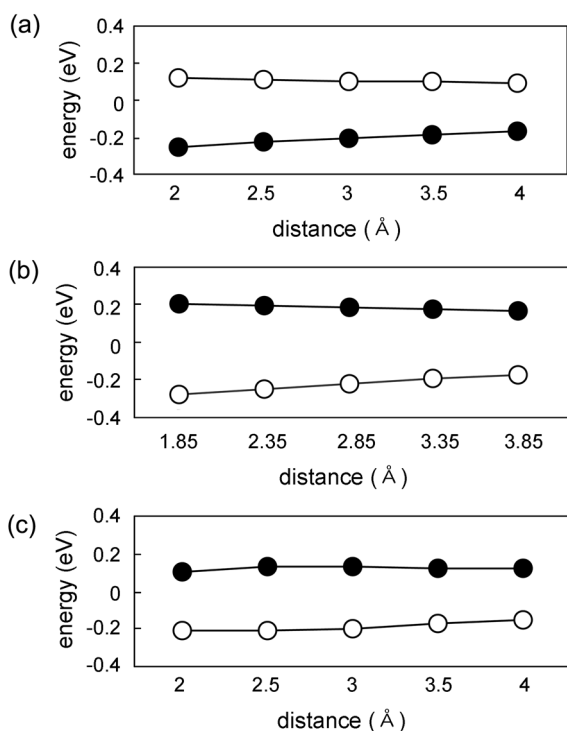 (a)
energy (eV)
0.4
0.2
0
-0.2
-0.4
2 2.5 3 3.5 4
distance (Å)
(b)
energy (eV)
0.4
0.2
0
-0.2
-0.4
1.85 2.35 2.85 3.35 3.85
distance (Å)
(c)
energy (eV)
0.4
0.2
0
-0.2
-0.4
2 2.5 3 3.5 4
distance (Å)